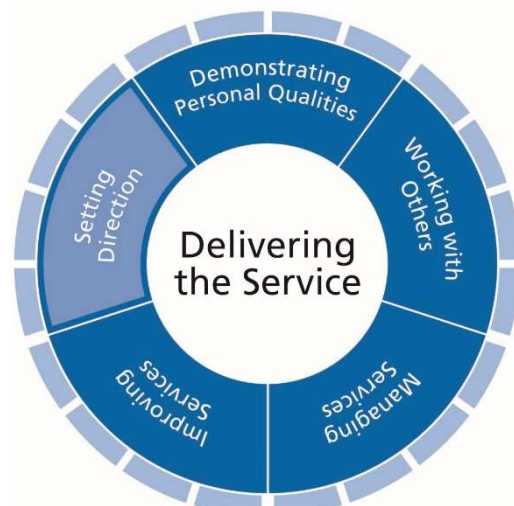 Demonstrating
Personal Qualities
Working with
Others
Managing
Services
Improving
Services
Setting
Direction
Delivering
the Service